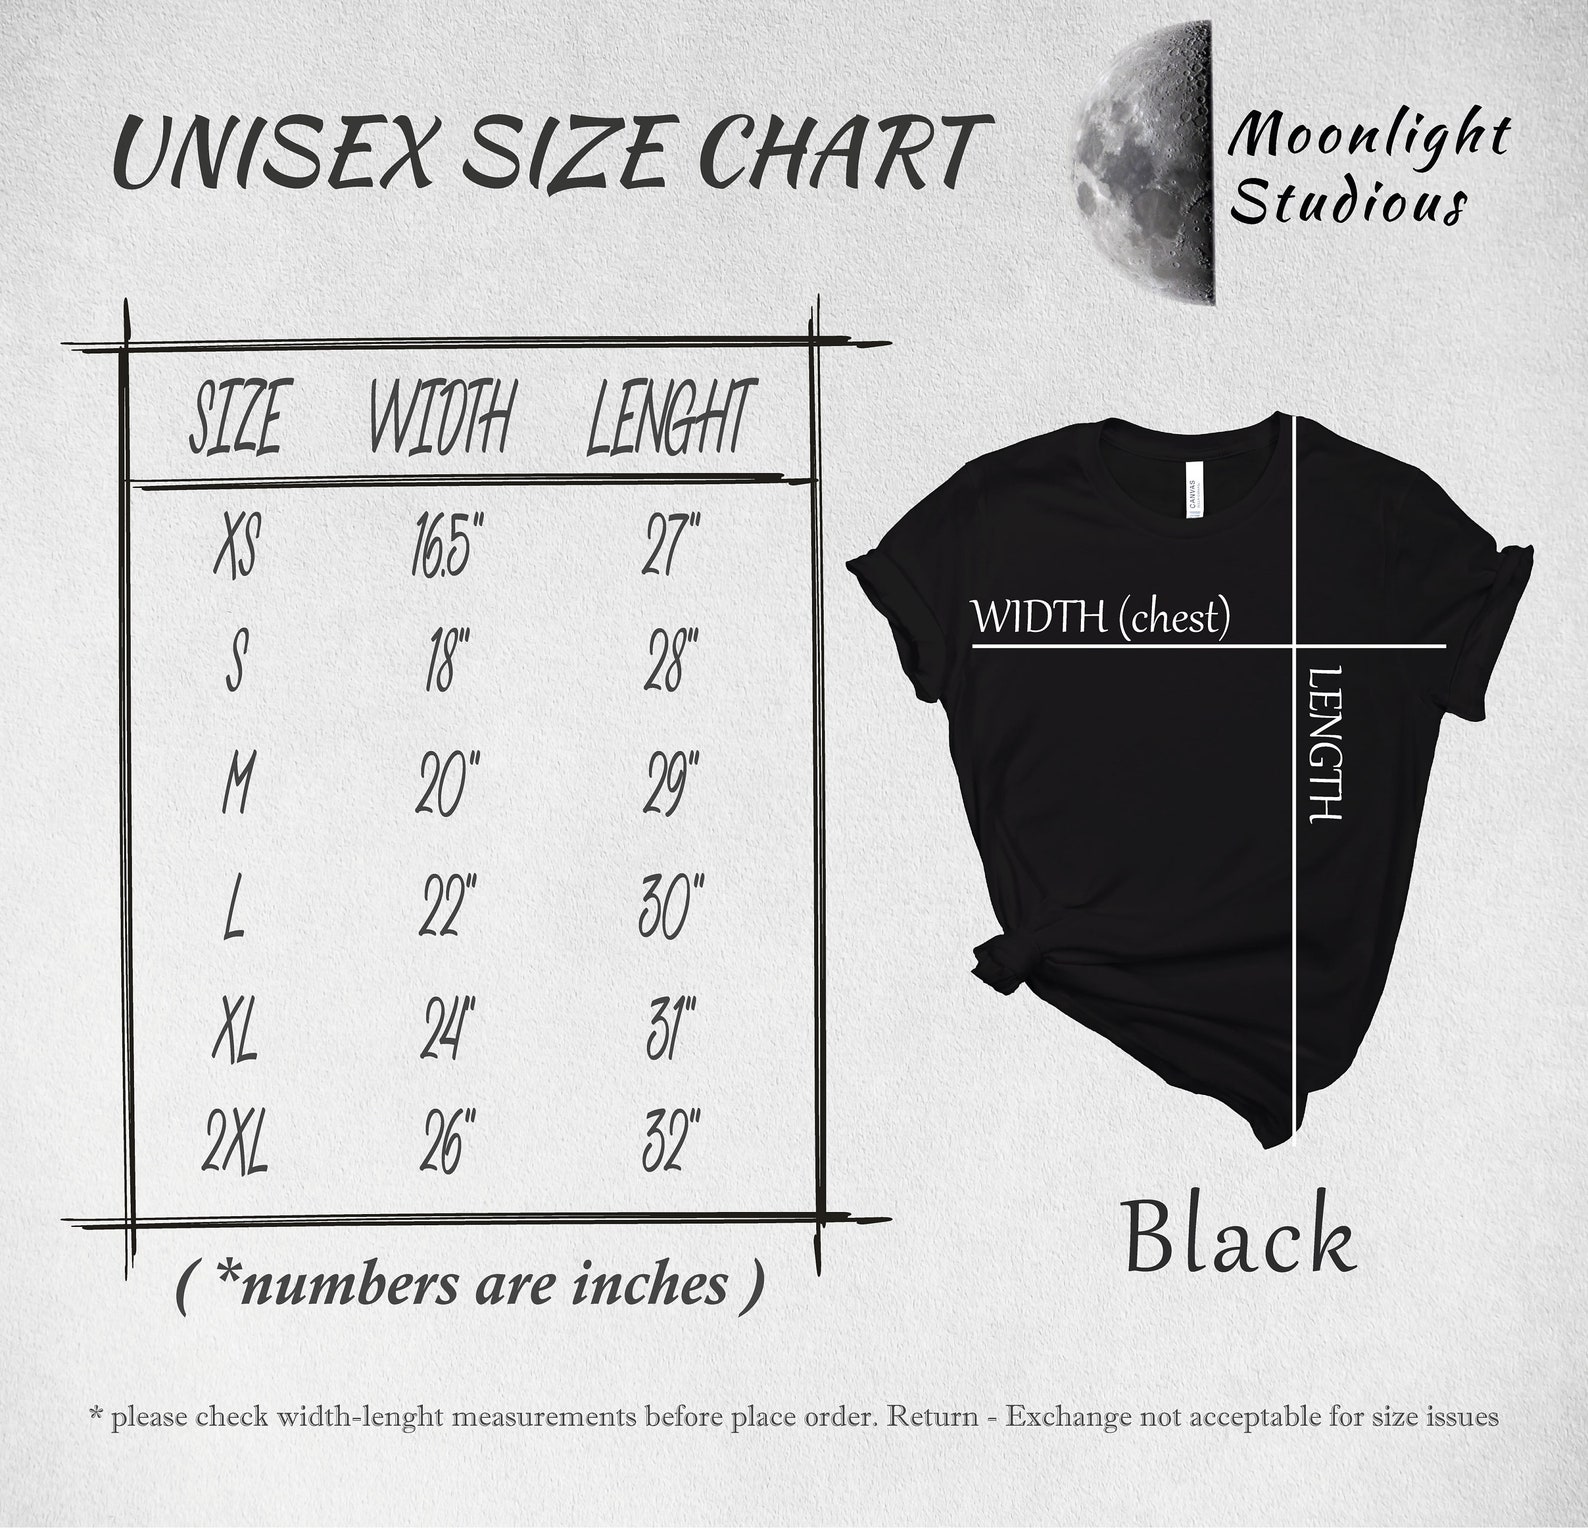 UNISEX SIZE CHART
Moonlight
Studious
SIZE WIDTH LENGHT
XS 16.5" 27"
S 18" 28"
M 20" 29"
L 22" 30"
XL 24" 31"
2XL 26" 32"
( *numbers are inches )
CANVAS
WIDTH (chest)
LENGTH
Black
* please check width-lenght measurements before place order. Return - Exchange not acceptable for size issues